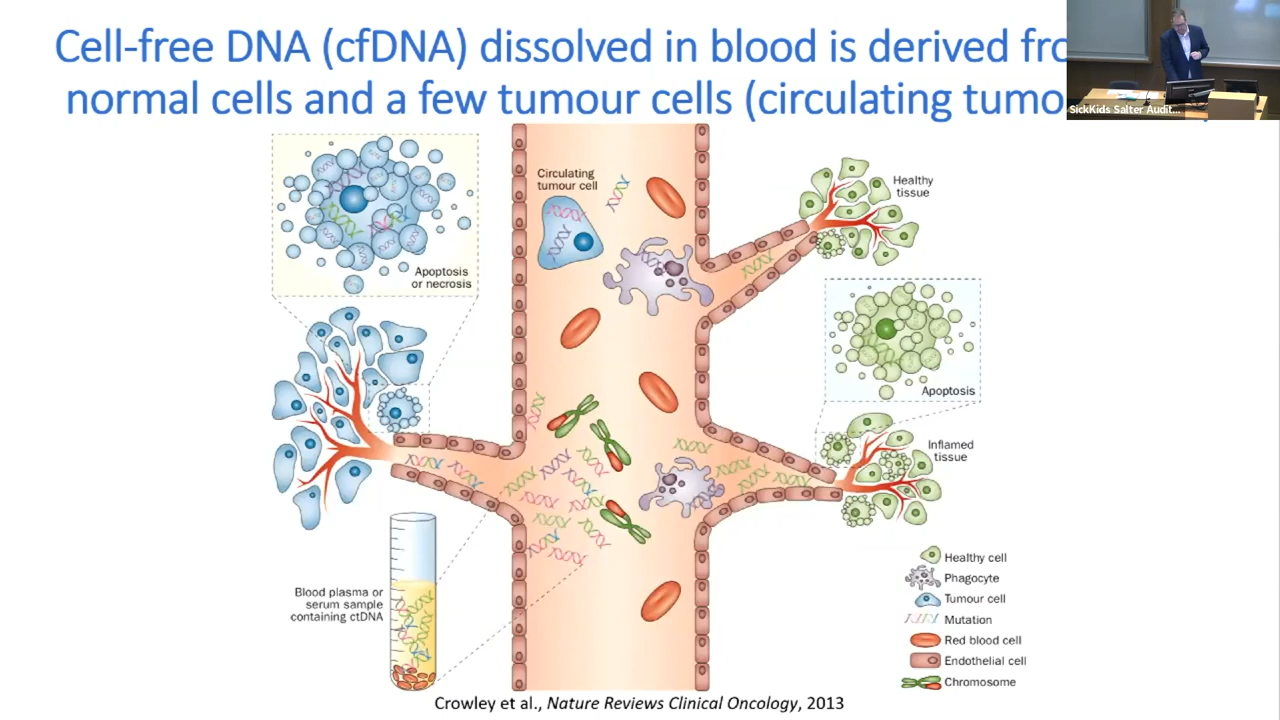 Cell-free DNA (cfDNA) dissolved in blood is derived
normal cells and a few tumour cells (circulating
SickKids Salter Audit...
Circulating
tumour cell
Healthy
tissue
Apoptosis
or necrosis
Apoptosis
Inflamed
tissue
Blood plasma or
serum sample
containing ctDNA
Healthy cell
Phagocyte
Tumour cell
Mutation
Red blood cell
Endothelial cell
Chromosome
Crowley et al., Nature Reviews Clinical Oncology, 2013